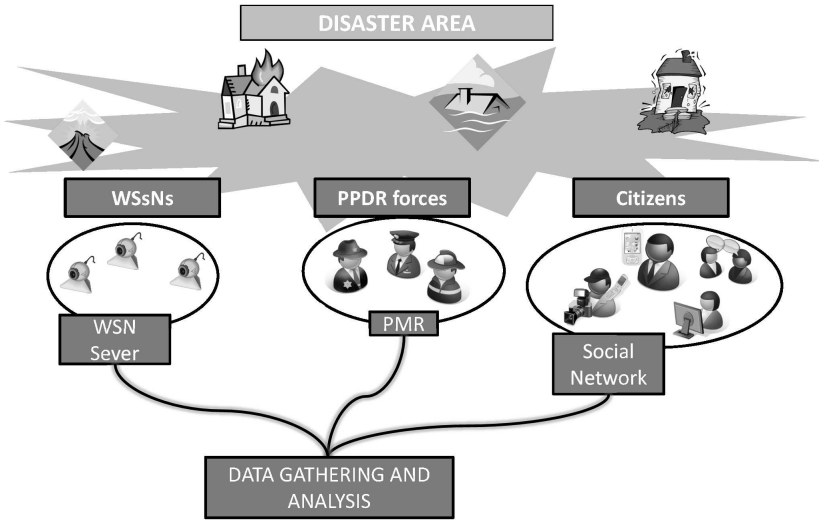 DISASTER AREA
WSsNs
PPDR forces
Citizens
WSN
Sever
PMR
Social
Network
DATA GATHERING AND
ANALYSIS